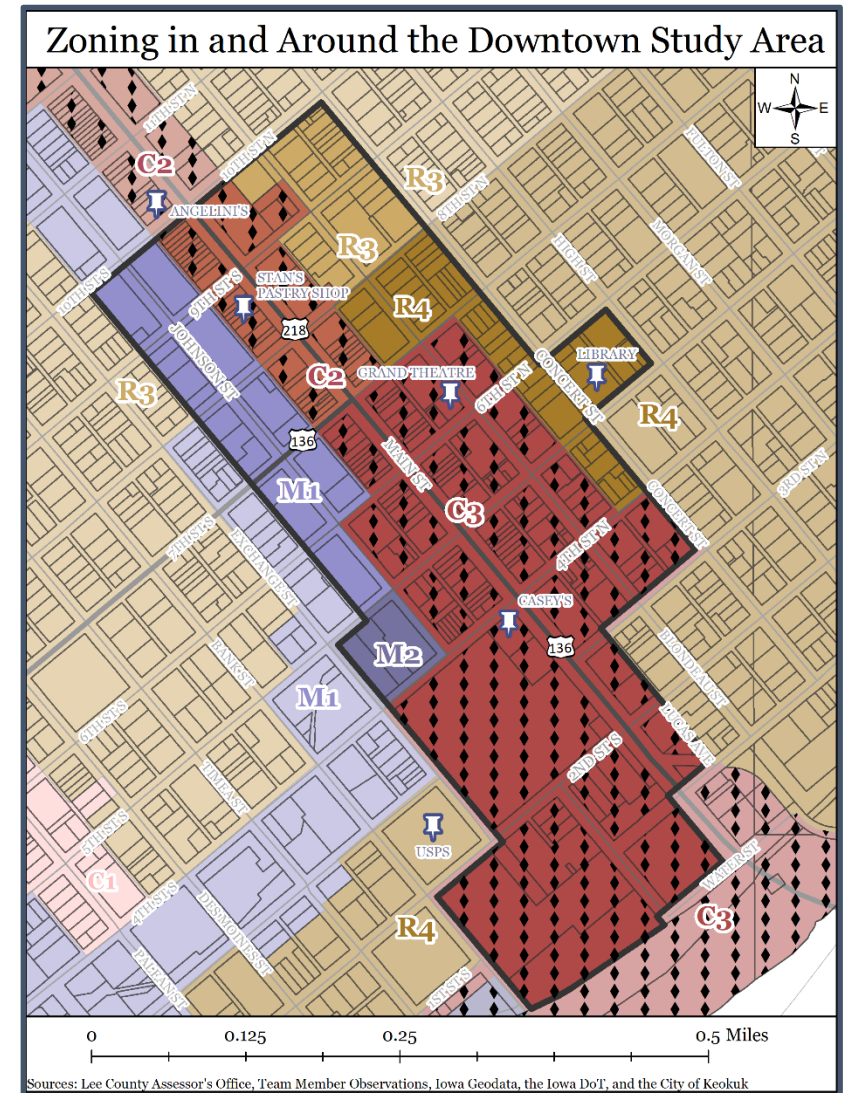 Zoning in and Around the Downtown Study Area
N
W E
S
11TH ST N
10TH ST N
FULTON ST
C2
R3
8TH ST N
ANGELINI'S
MORGAN ST
R3
HIGH ST
10TH ST S
9TH ST S
STAN'S
PASTRY SHOP
R4
218
JOHNSON ST
LIBRARY
CONCERT ST
GRAND THEATRE
C2
6TH ST N
R3
R4
136
MAIN ST
3RD ST N
M1
CONCERT ST
C3
7TH ST S
4TH ST N
EXCHANGE ST
CASEY'S
136
BLONDEAU ST
M2
BANK ST
M1
6TH ST S
2ND ST S
TIMEA ST
5TH ST S
USPS
WATER ST
C1
4TH ST S
C3
DESMOINES ST
R4
PALEAN ST
1ST ST S
0 0.125 0.25 0.5 Miles
Sources: Lee County Assessor's Office, Team Member Observations, Iowa Geodata, the Iowa DoT, and the City of Keokuk